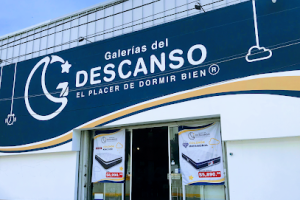 Galerías del
DESCANSO
EL PLACER DE DORMIR BIEN®